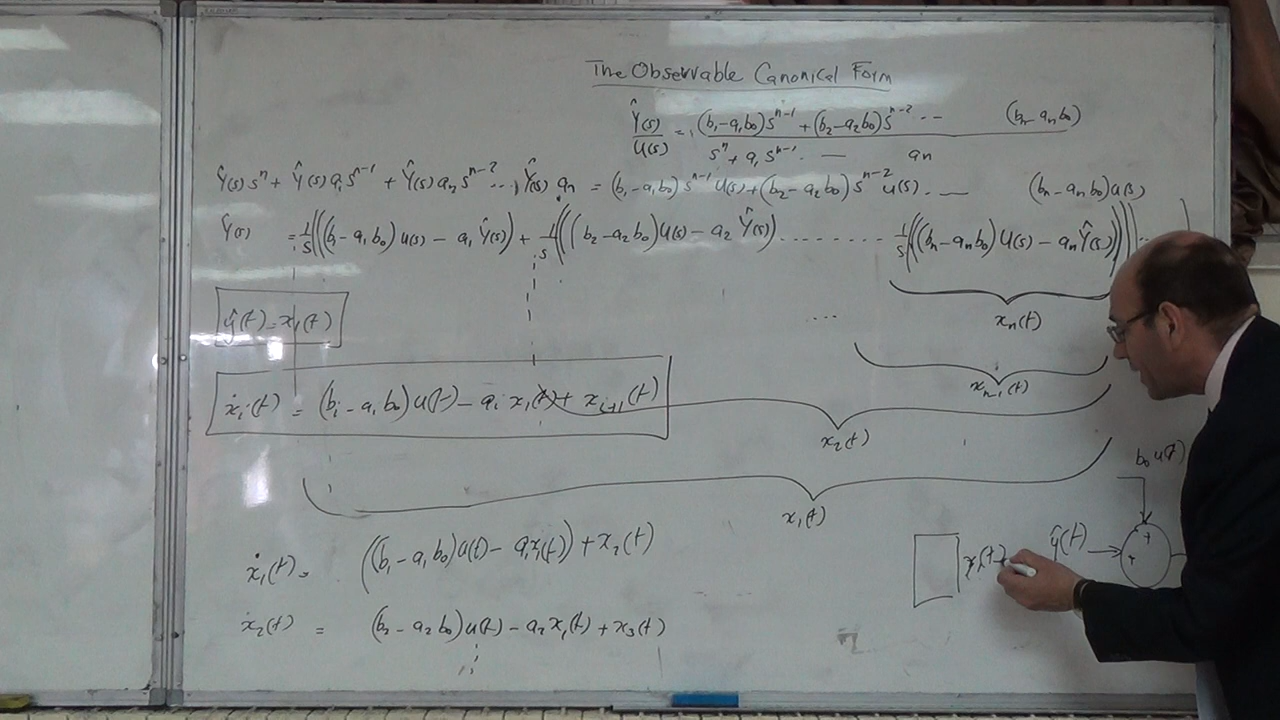 The Observable Canonical Form
Ŷ(s)/U(s) = (b₁-a₁b₀)sⁿ⁻¹ + (b₂-a₂b₀)sⁿ⁻² -- (bₙ-aₙb₀) / sⁿ + a₁sⁿ⁻¹ . — aₙ
Ŷ(s)sⁿ + Ŷ(s)a₁sⁿ⁻¹ + Ŷ(s)aₙsⁿ⁻² ..., Ŷ(s)aₙ = (b₁-a₁b₀)sⁿ⁻¹U(s) + (b₂-a₂b₀)sⁿ⁻²U(s). — (bₙ-aₙb₀)U(s)
Ŷ(s) = 1/s(((b₁-a₁b₀)U(s) - a₁Ŷ(s)) + 1/s(((b₂-a₂b₀)U(s) - a₂Ŷ(s)) ........ 1/s((bₙ-aₙb₀)U(s) - aₙŶ(s)))) ...
ŷ(t) = x₁(t)
.... xₙ(t)
xₙ₋₁(t)
ẋᵢ(t) = (bᵢ-aᵢb₀)u(t) - aᵢx₁(t) + xᵢ₊₁(t)
x₂(t)
b₀u(t)
x₁(t)
ẋ₁(t) = ((b₁-a₁b₀)u(t) - a₁x₁(t)) + x₂(t)
x₁(t) ŷ(t) + +
ẋ₂(t) = (b₂-a₂b₀)u(t) - a₂x₁(t) + x₃(t)